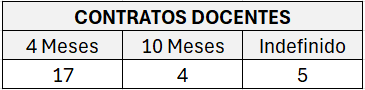 CONTRATOS DOCENTES
4 Meses 10 Meses Indefinido
17 4 5